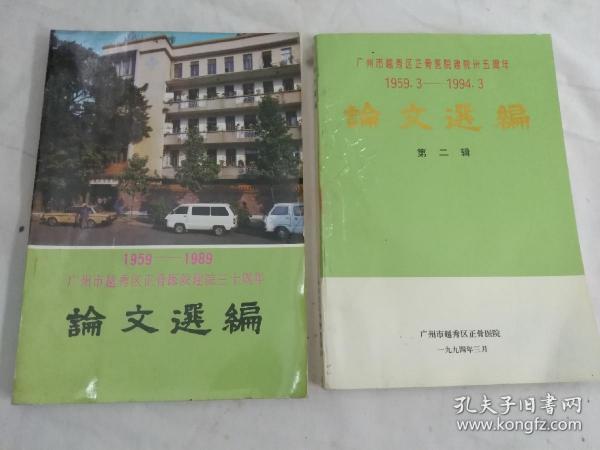 1959——1989
广州市越秀区正骨医院建院三十周年
論文選編
广州市越秀区正骨医院建院卅五周年
1959.3——1994.3
論文選編
第二辑
广州市越秀区正骨医院
一九九四年三月
孔夫子旧书网
www.kongfz.com